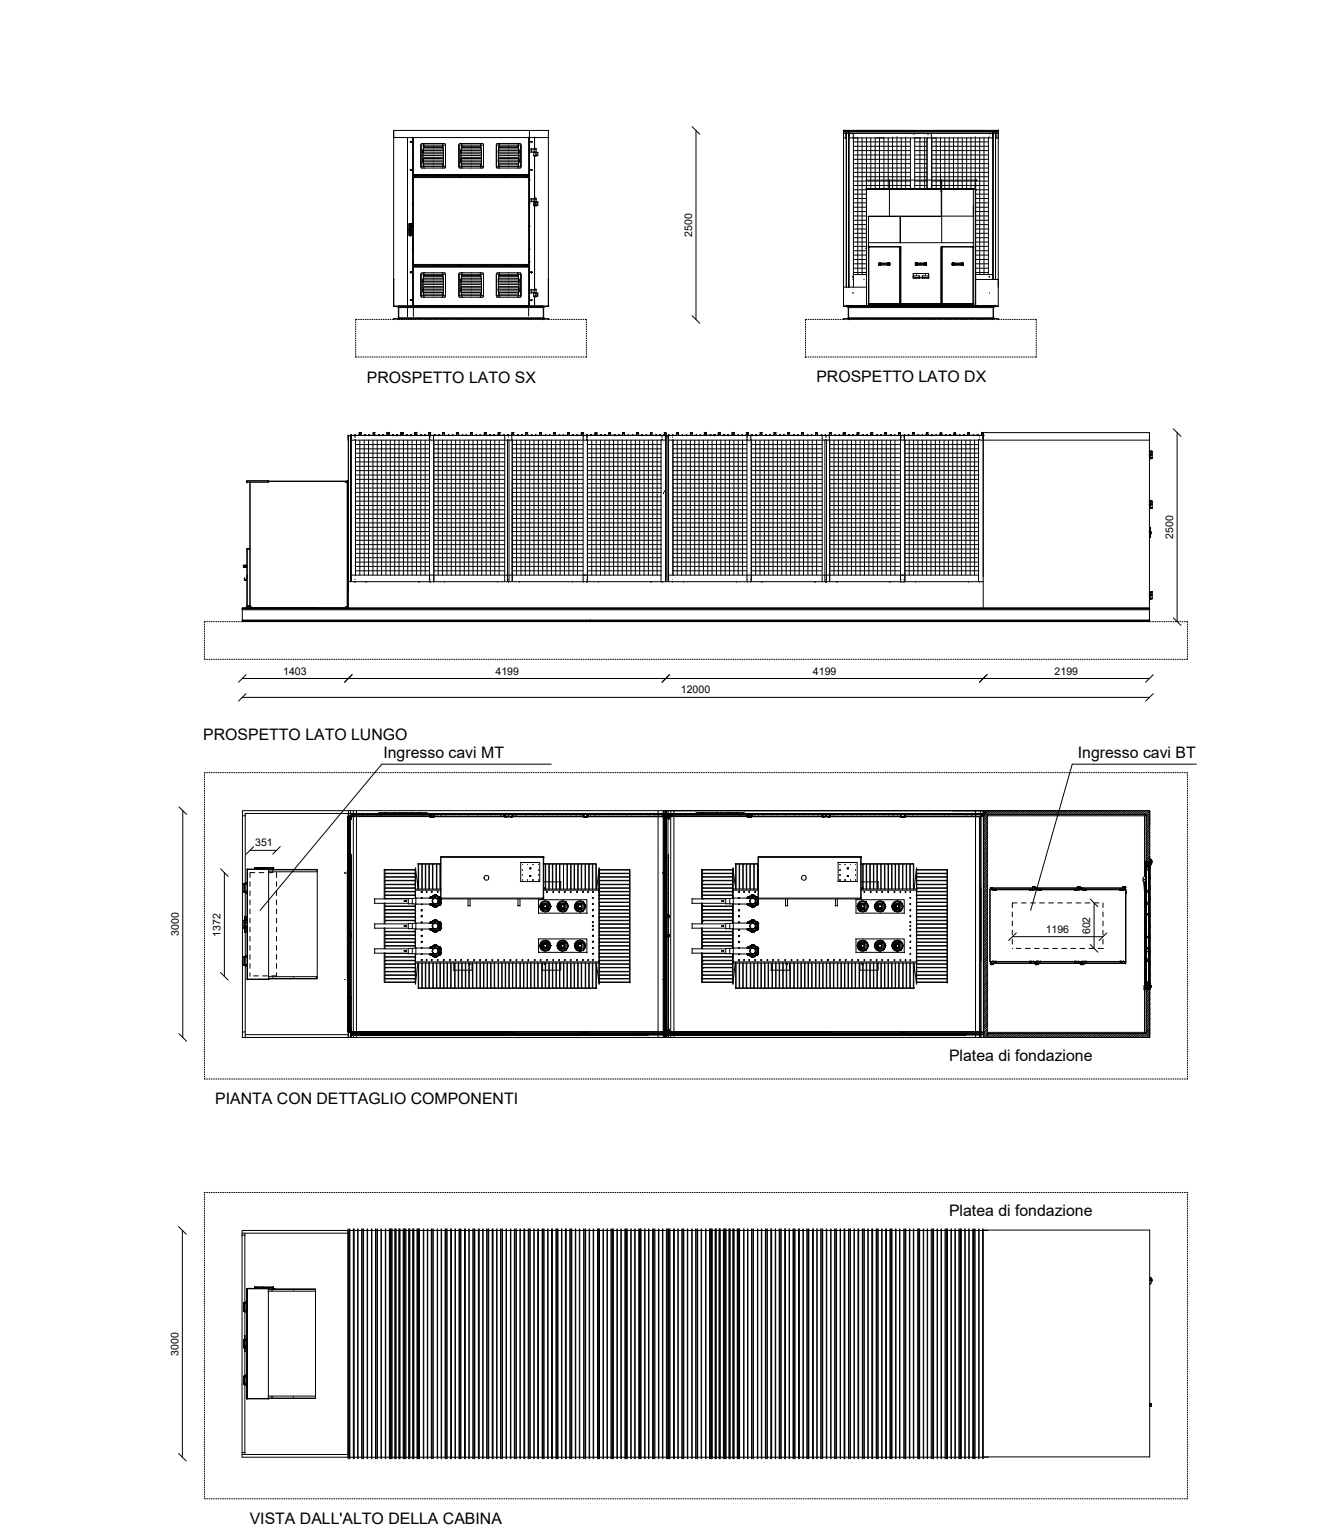 2500
PROSPETTO LATO SX
PROSPETTO LATO DX
2500
1403
4199
4199
2199
12000
PROSPETTO LATO LUNGO
Ingresso cavi MT
Ingresso cavi BT
351
3000
1372
1196
602
Platea di fondazione
PIANTA CON DETTAGLIO COMPONENTI
Platea di fondazione
3000
VISTA DALL'ALTO DELLA CABINA